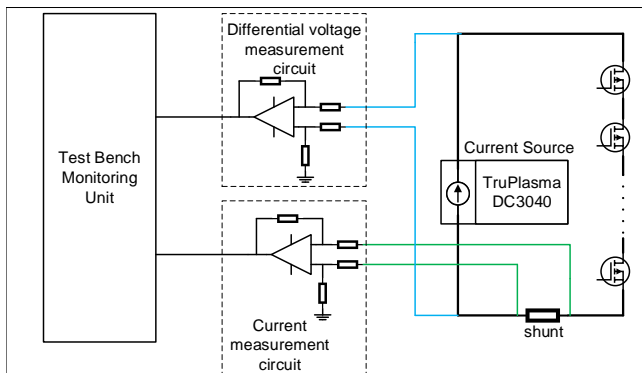 Differential voltage
measurement
circuit
Test Bench
Monitoring
Unit
Current Source
TruPlasma
DC3040
Current
measurement
circuit
shunt